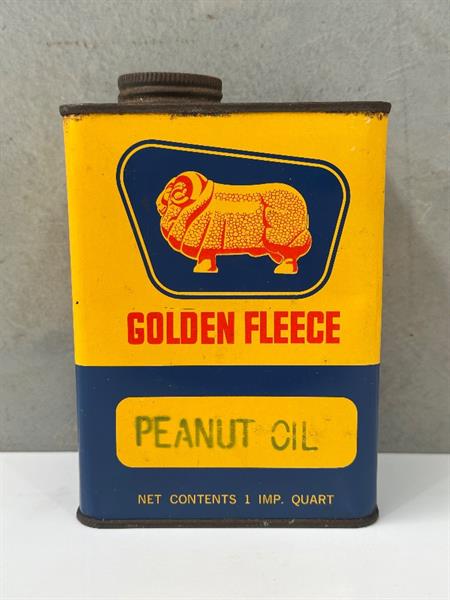 GOLDEN FLEECE
PEANUT OIL
NET CONTENTS 1 IMP. QUART